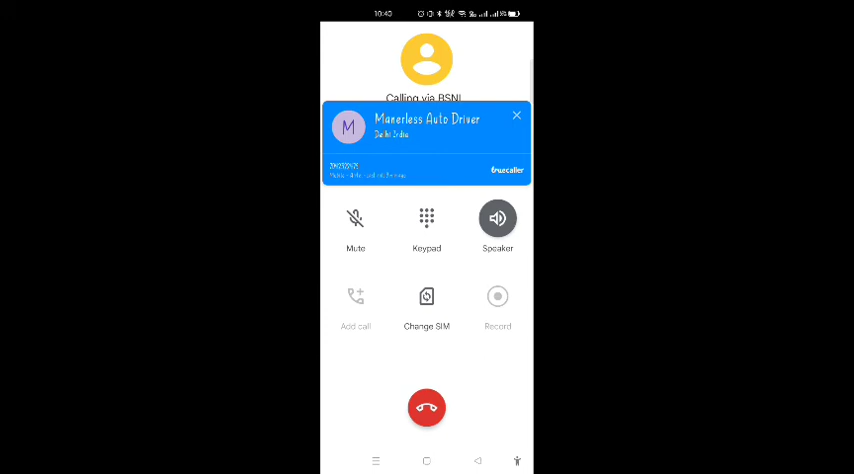 10:40
Calling via BSNL
Manerless Auto Driver
M
Delhi India
truecaller
Mute
Keypad
Speaker
Add call
Change SIM
Record